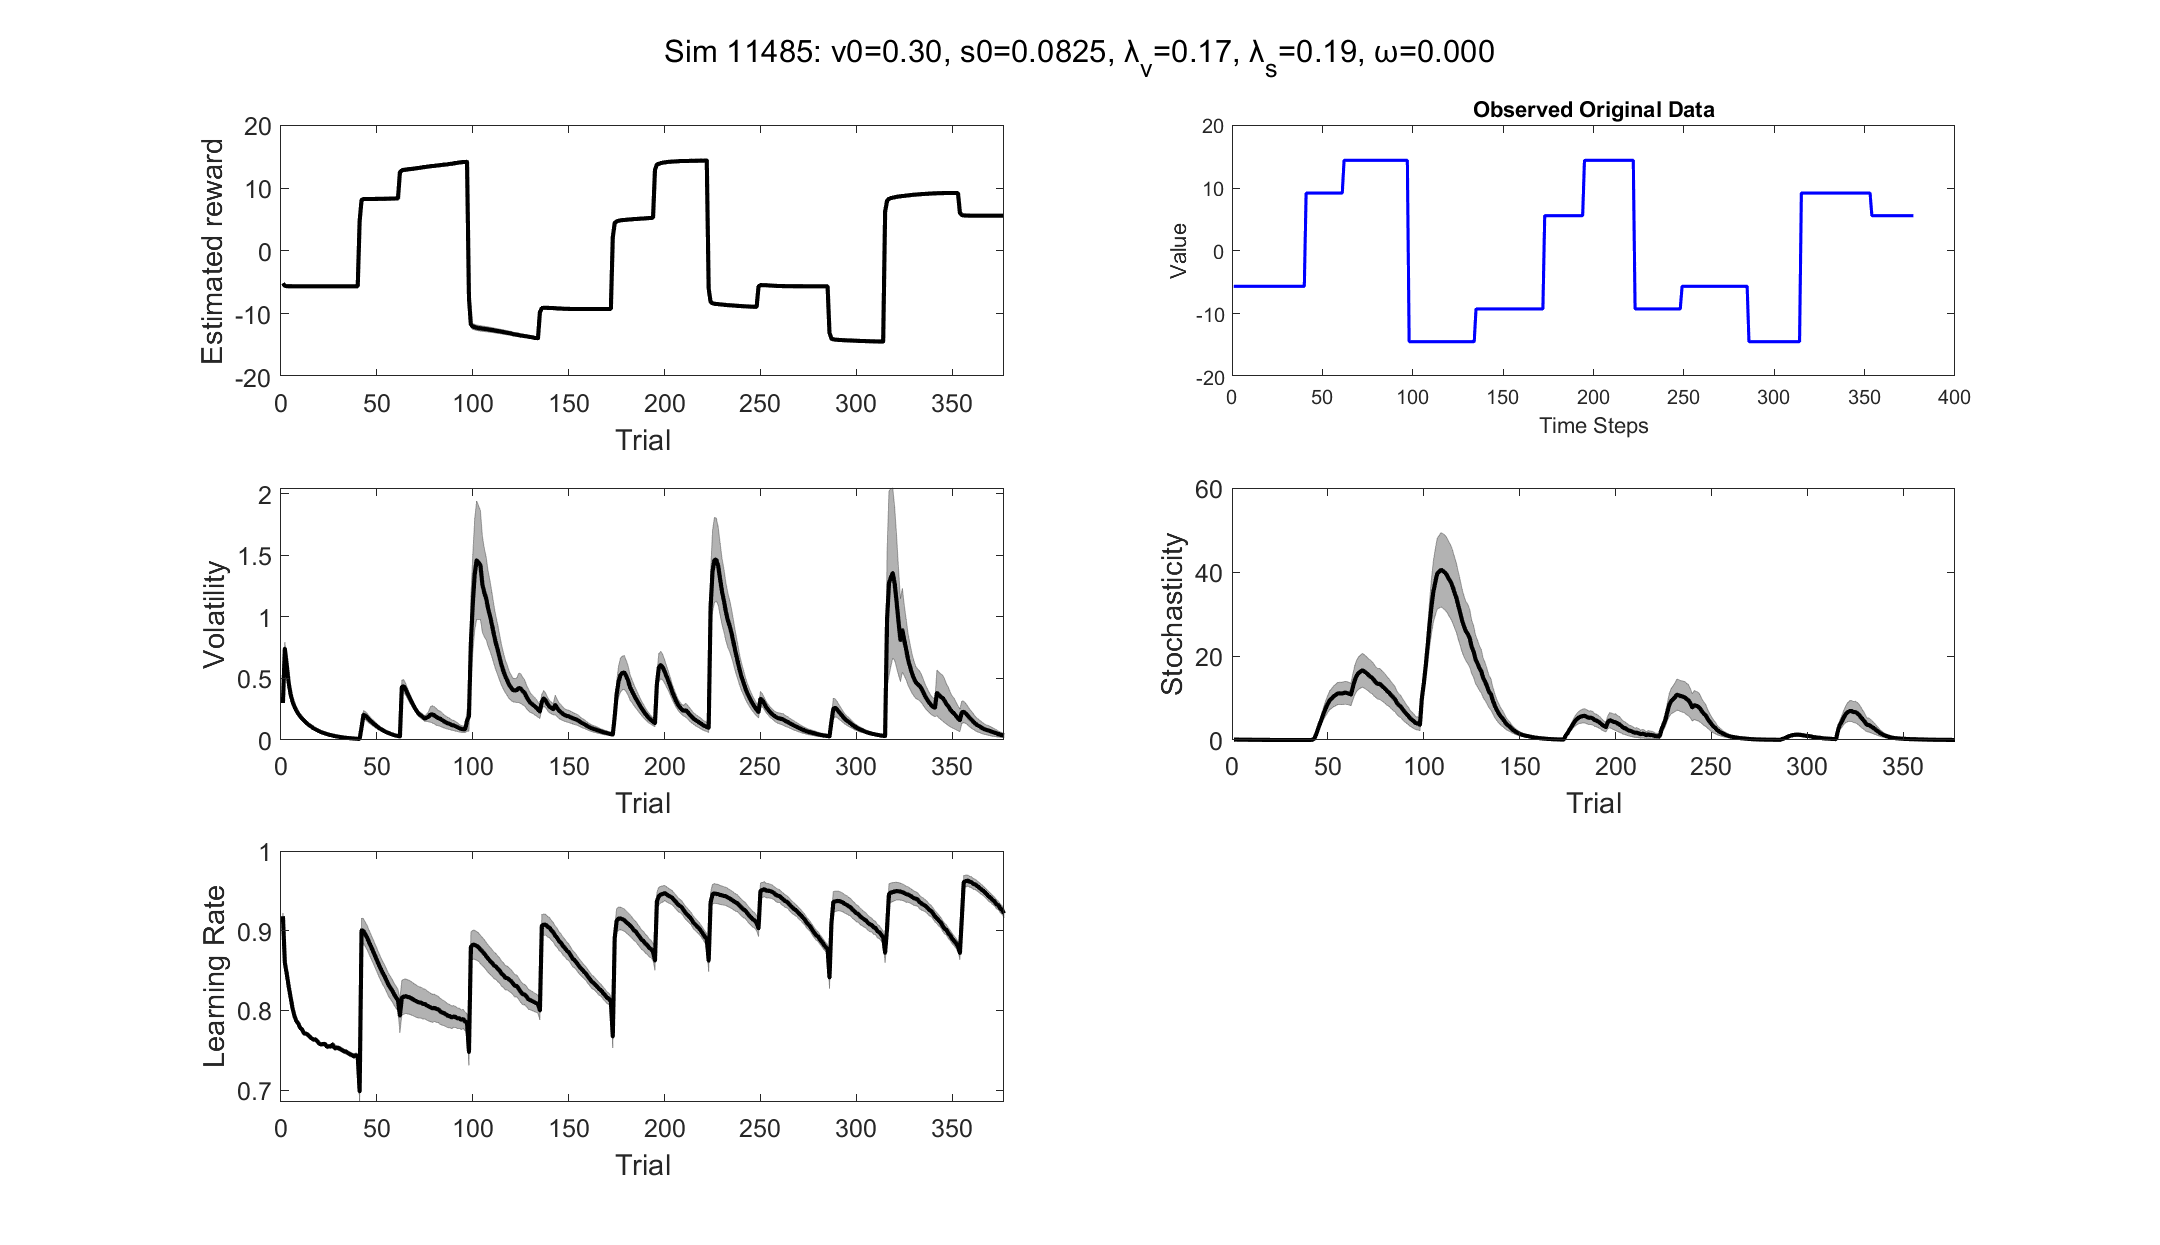 Sim 11485: v0=0.30, s0=0.0825, λ_v=0.17, λ_s=0.19, ω=0.000
20
10
0
-10
-20
Estimated reward
0 50 100 150 200 250 300 350
Trial
Observed Original Data
20
10
0
-10
-20
Value
0 50 100 150 200 250 300 350 400
Time Steps
2
1.5
1
0.5
0
Volatility
0 50 100 150 200 250 300 350
Trial
60
40
20
0
Stochasticity
0 50 100 150 200 250 300 350
Trial
1
0.9
0.8
0.7
Learning Rate
0 50 100 150 200 250 300 350
Trial